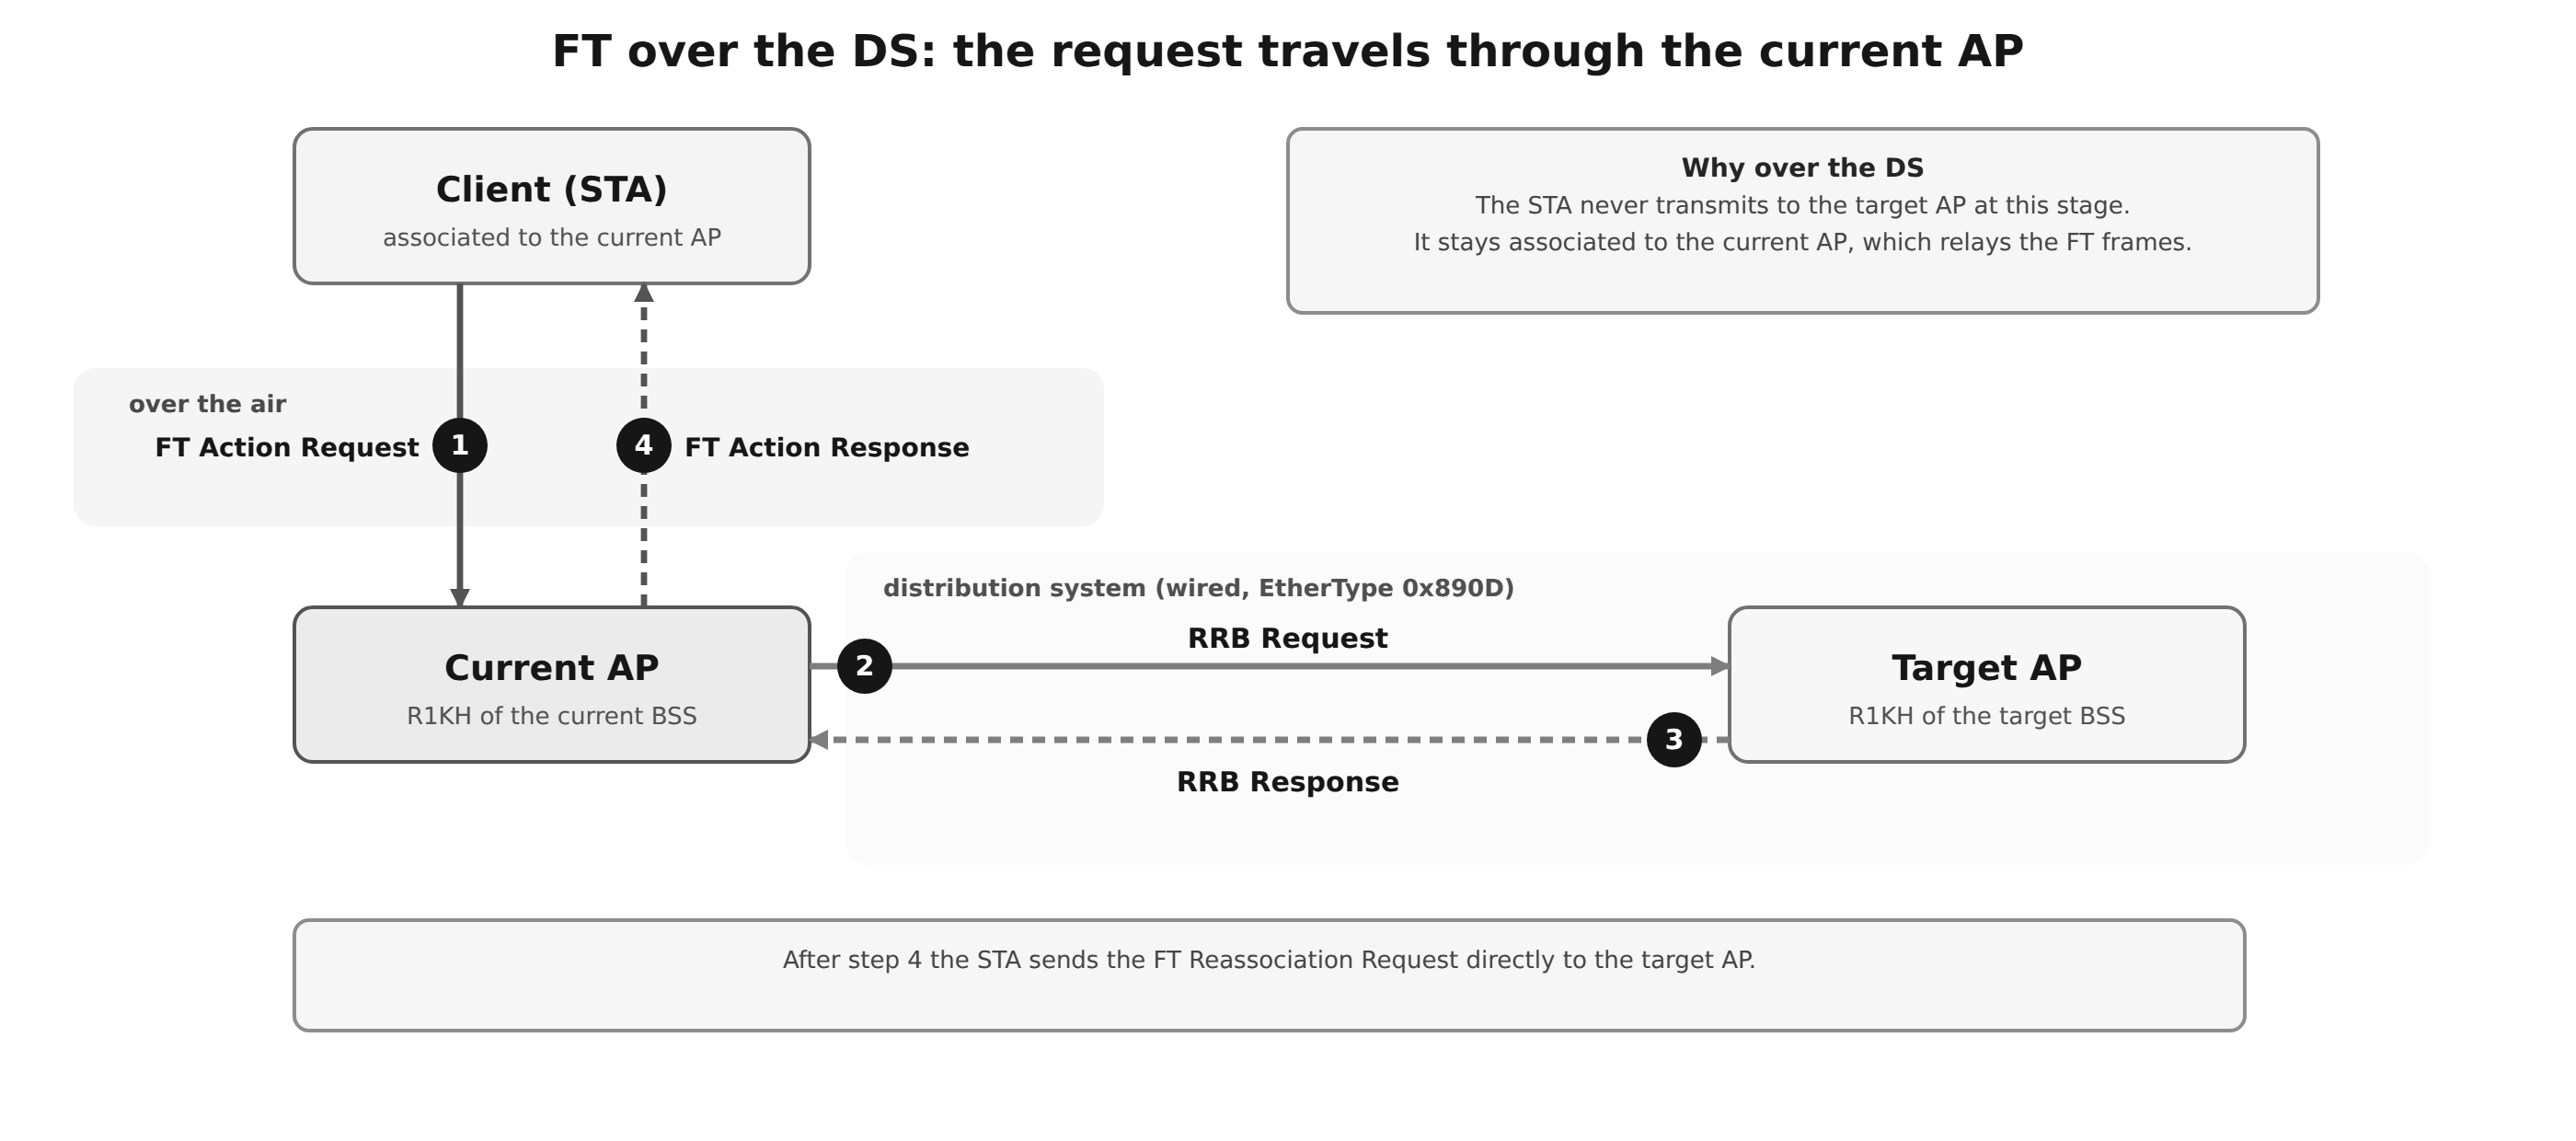 FT over the DS: the request travels through the current AP
Client (STA)
associated to the current AP
Why over the DS
The STA never transmits to the target AP at this stage.
It stays associated to the current AP, which relays the FT frames.
over the air
FT Action Request
1
4
FT Action Response
distribution system (wired, EtherType 0x890D)
RRB Request
Current AP
R1KH of the current BSS
2
Target AP
R1KH of the target BSS
3
RRB Response
After step 4 the STA sends the FT Reassociation Request directly to the target AP.